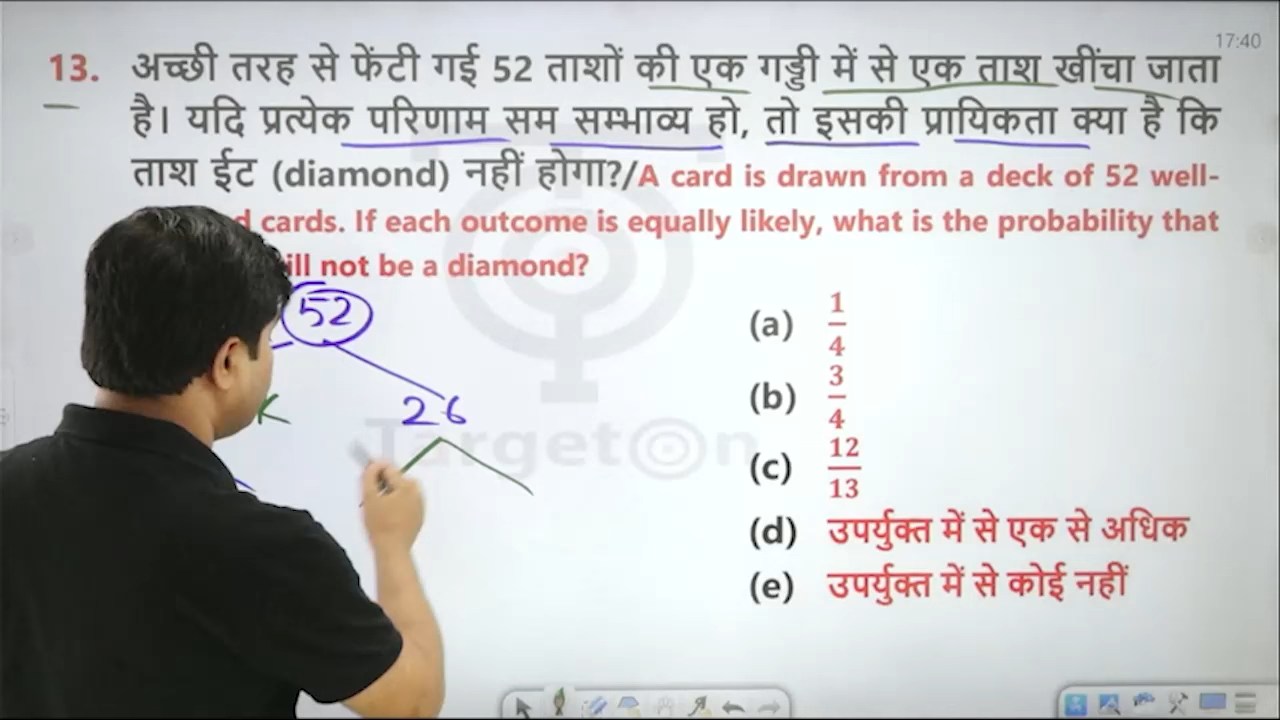 17:40
13. अच्छी तरह से फेंटी गई 52 ताशों की एक गड्डी में से एक ताश खींचा जाता
है। यदि प्रत्येक परिणाम सम सम्भाव्य हो, तो इसकी प्रायिकता क्या है कि
ताश ईट (diamond) नहीं होगा?/A card is drawn from a deck of 52 well-
cards. If each outcome is equally likely, what is the probability that
not be a diamond?
52
26
K
TargetOn
(a) 1/4
(b) 3/4
(c) 12/13
(d) उपर्युक्त में से एक से अधिक
(e) उपर्युक्त में से कोई नहीं